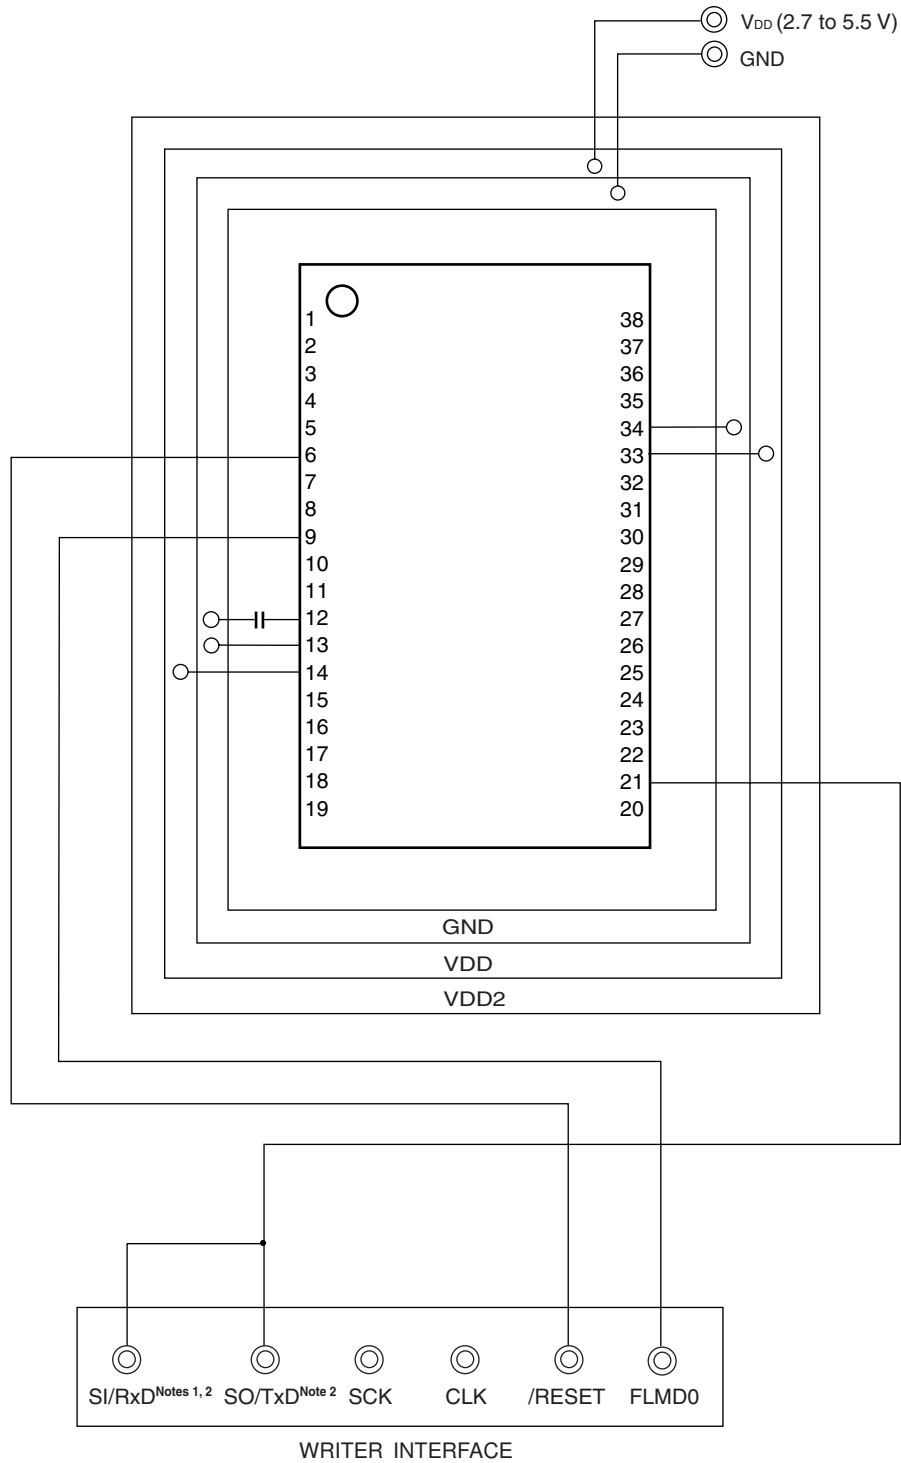 VDD (2.7 to 5.5 V)
GND
1 38
2 37
3 36
4 35
5 34
6 33
7 32
8 31
9 30
10 29
11 28
12 27
13 26
14 25
15 24
16 23
17 22
18 21
19 20
GND
VDD
VDD2
SI/RxDNotes 1, 2 SO/TxDNote 2 SCK CLK /RESET FLMD0
WRITER INTERFACE